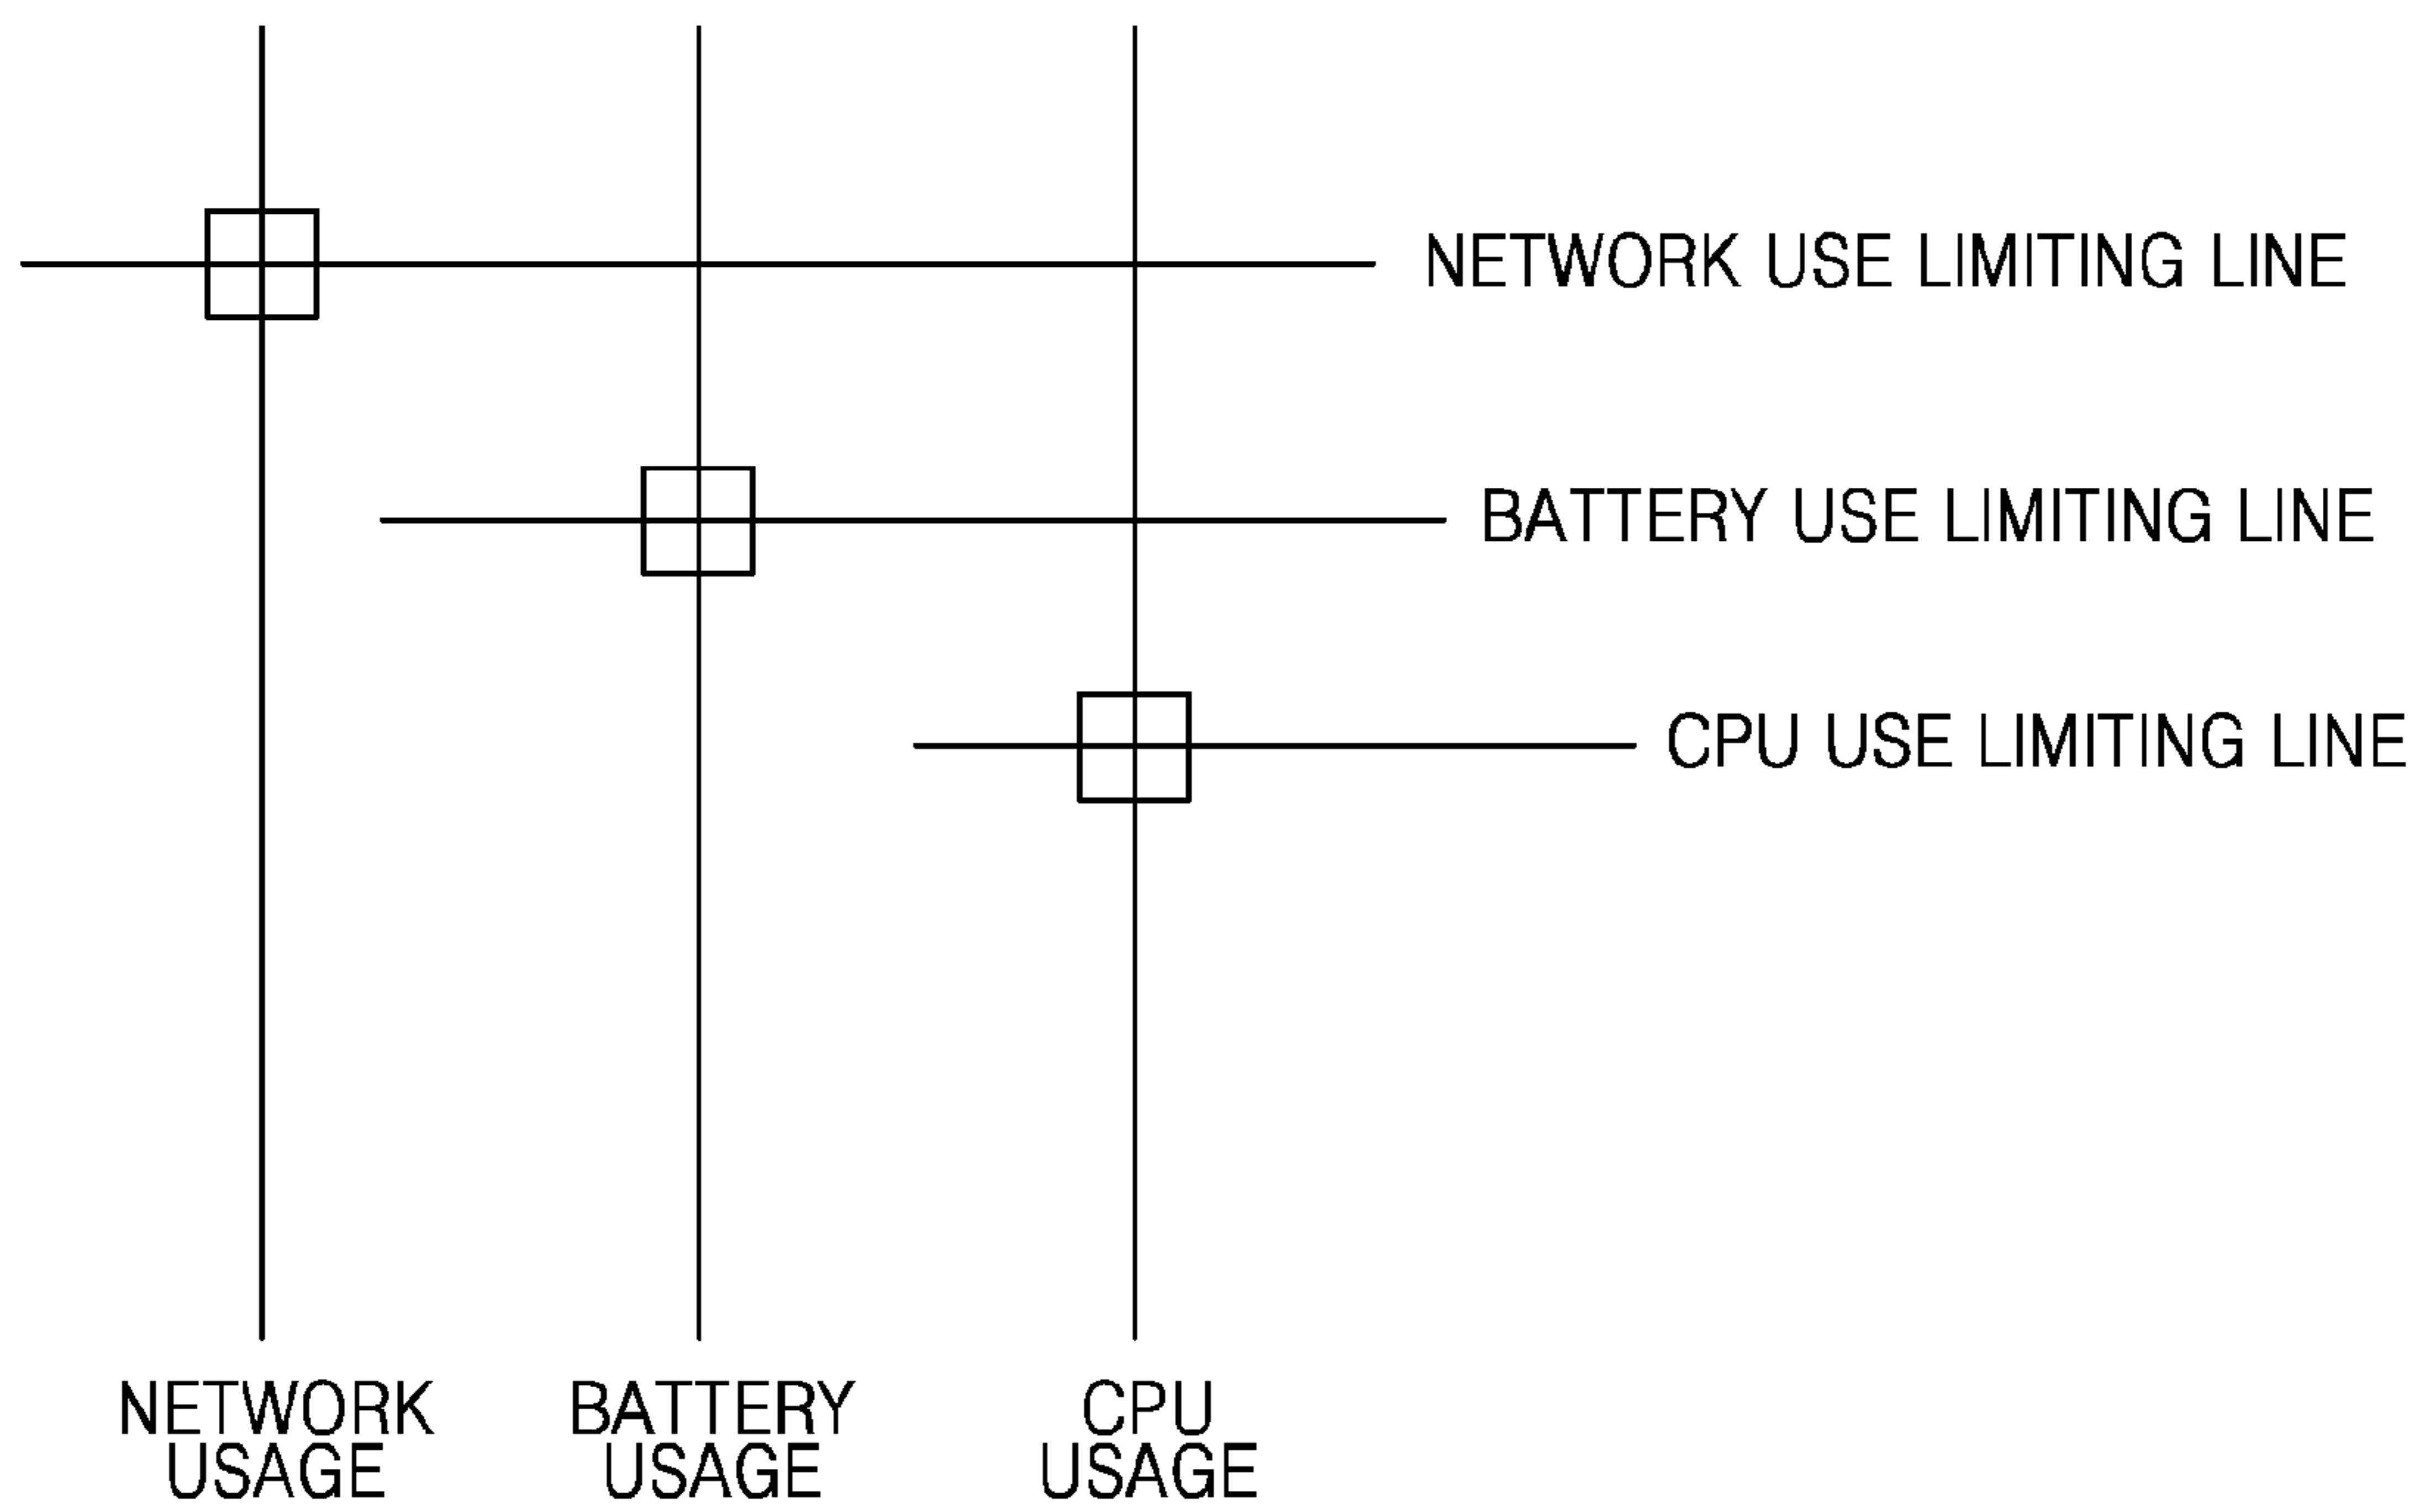 NETWORK USE LIMITING LINE
BATTERY USE LIMITING LINE
CPU USE LIMITING LINE
NETWORK
USAGE
BATTERY
USAGE
CPU
USAGE